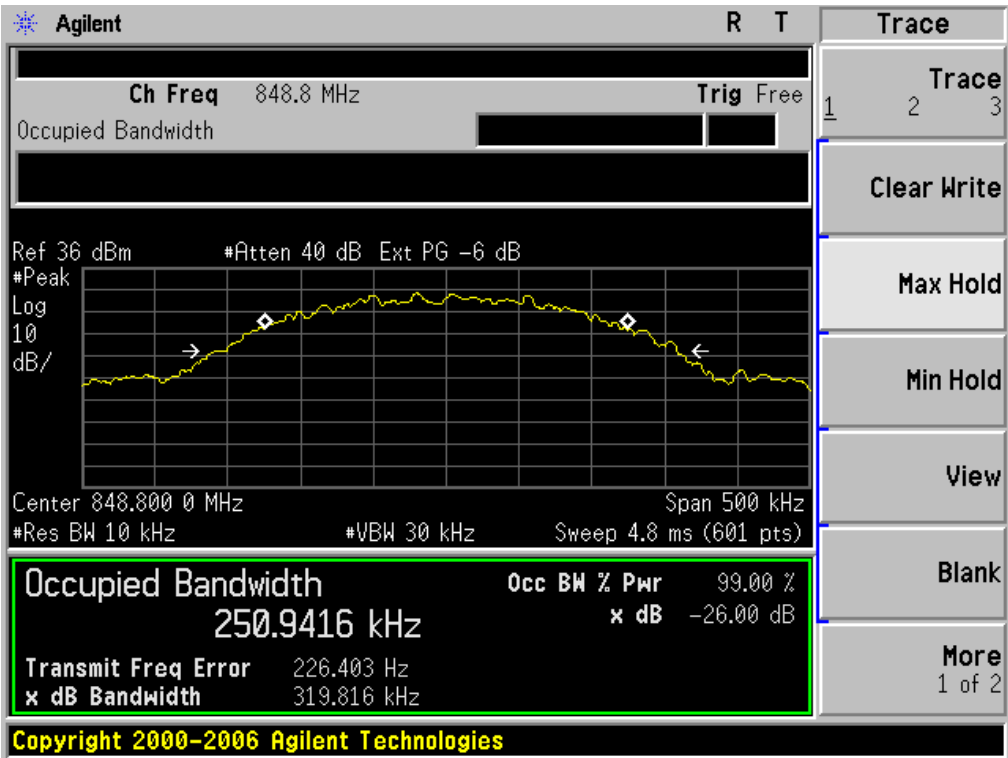 Agilent R T
Ch Freq 848.8 MHz Trig Free
Occupied Bandwidth
Ref 36 dBm #Atten 40 dB Ext PG -6 dB
#Peak
Log
10
dB/
Center 848.800 0 MHz Span 500 kHz
#Res BW 10 kHz #VBW 30 kHz Sweep 4.8 ms (601 pts)
Occupied Bandwidth Occ BW % Pwr 99.00 %
250.9416 kHz x dB -26.00 dB
Transmit Freq Error 226.403 Hz
x dB Bandwidth 319.816 kHz
Copyright 2000-2006 Agilent Technologies
Trace
Trace
1 2 3
Clear Write
Max Hold
Min Hold
View
Blank
More
1 of 2